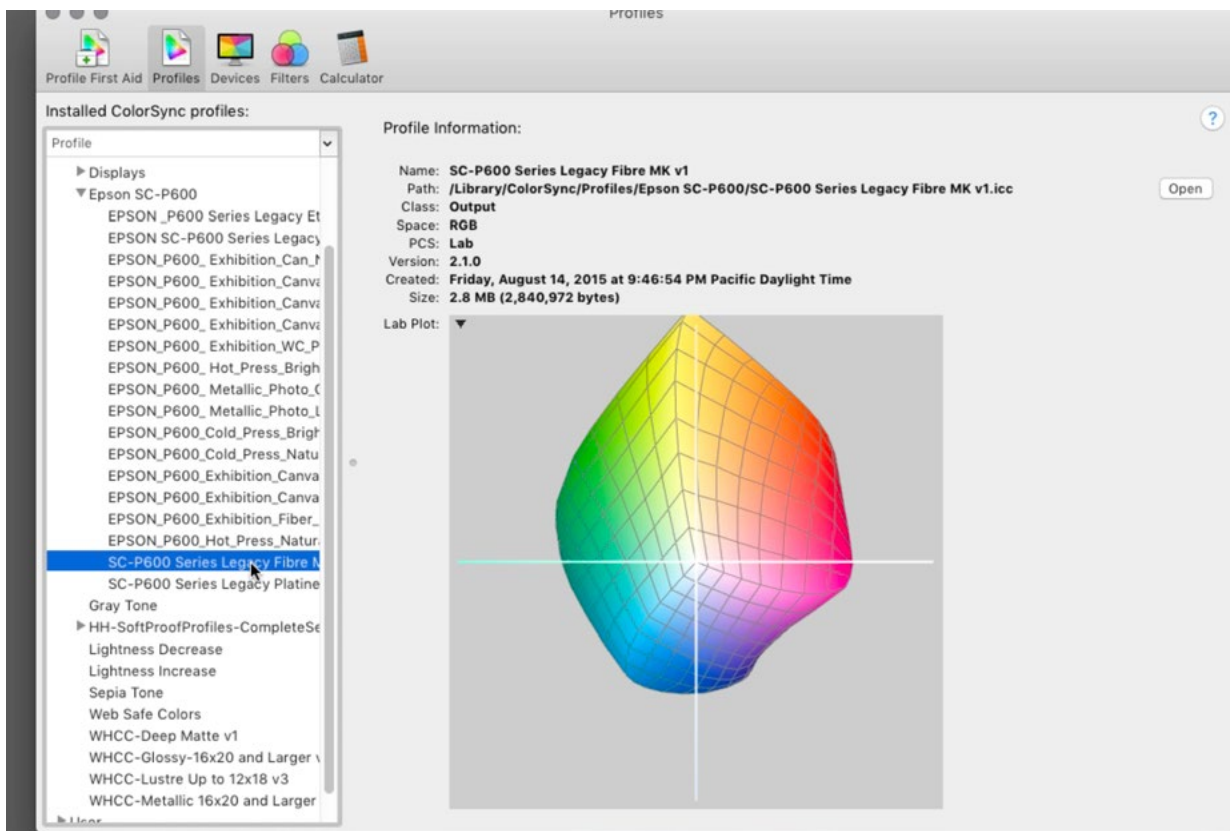 Profiles
Profile First Aid Profiles Devices Filters Calculator
Installed ColorSync profiles:
Profile
Displays
Epson SC-P600
EPSON _P600 Series Legacy Et
EPSON SC-P600 Series Legacy
EPSON_P600_ Exhibition_Can_M
EPSON_P600_ Exhibition_Canva
EPSON_P600_ Exhibition_Canva
EPSON_P600_ Exhibition_Canva
EPSON_P600_ Exhibition_WC_P
EPSON_P600_ Hot_Press_Brigh
EPSON_P600_ Metallic_Photo_G
EPSON_P600_ Metallic_Photo_L
EPSON_P600_Cold_Press_Brigh
EPSON_P600_Cold_Press_Natu
EPSON_P600_Exhibition_Canva
EPSON_P600_Exhibition_Canva
EPSON_P600_Exhibition_Fiber_
EPSON_P600_Hot_Press_Natura
SC-P600 Series Legacy Fibre M
SC-P600 Series Legacy Platine
Gray Tone
HH-SoftProofProfiles-CompleteSe
Lightness Decrease
Lightness Increase
Sepia Tone
Web Safe Colors
WHCC-Deep Matte v1
WHCC-Glossy-16x20 and Larger v
WHCC-Lustre Up to 12x18 v3
WHCC-Metallic 16x20 and Larger
User
?
Profile Information:
Name: SC-P600 Series Legacy Fibre MK v1
Path: /Library/ColorSync/Profiles/Epson SC-P600/SC-P600 Series Legacy Fibre MK v1.icc
Open
Class: Output
Space: RGB
PCS: Lab
Version: 2.1.0
Created: Friday, August 14, 2015 at 9:46:54 PM Pacific Daylight Time
Size: 2.8 MB (2,840,972 bytes)
Lab Plot: